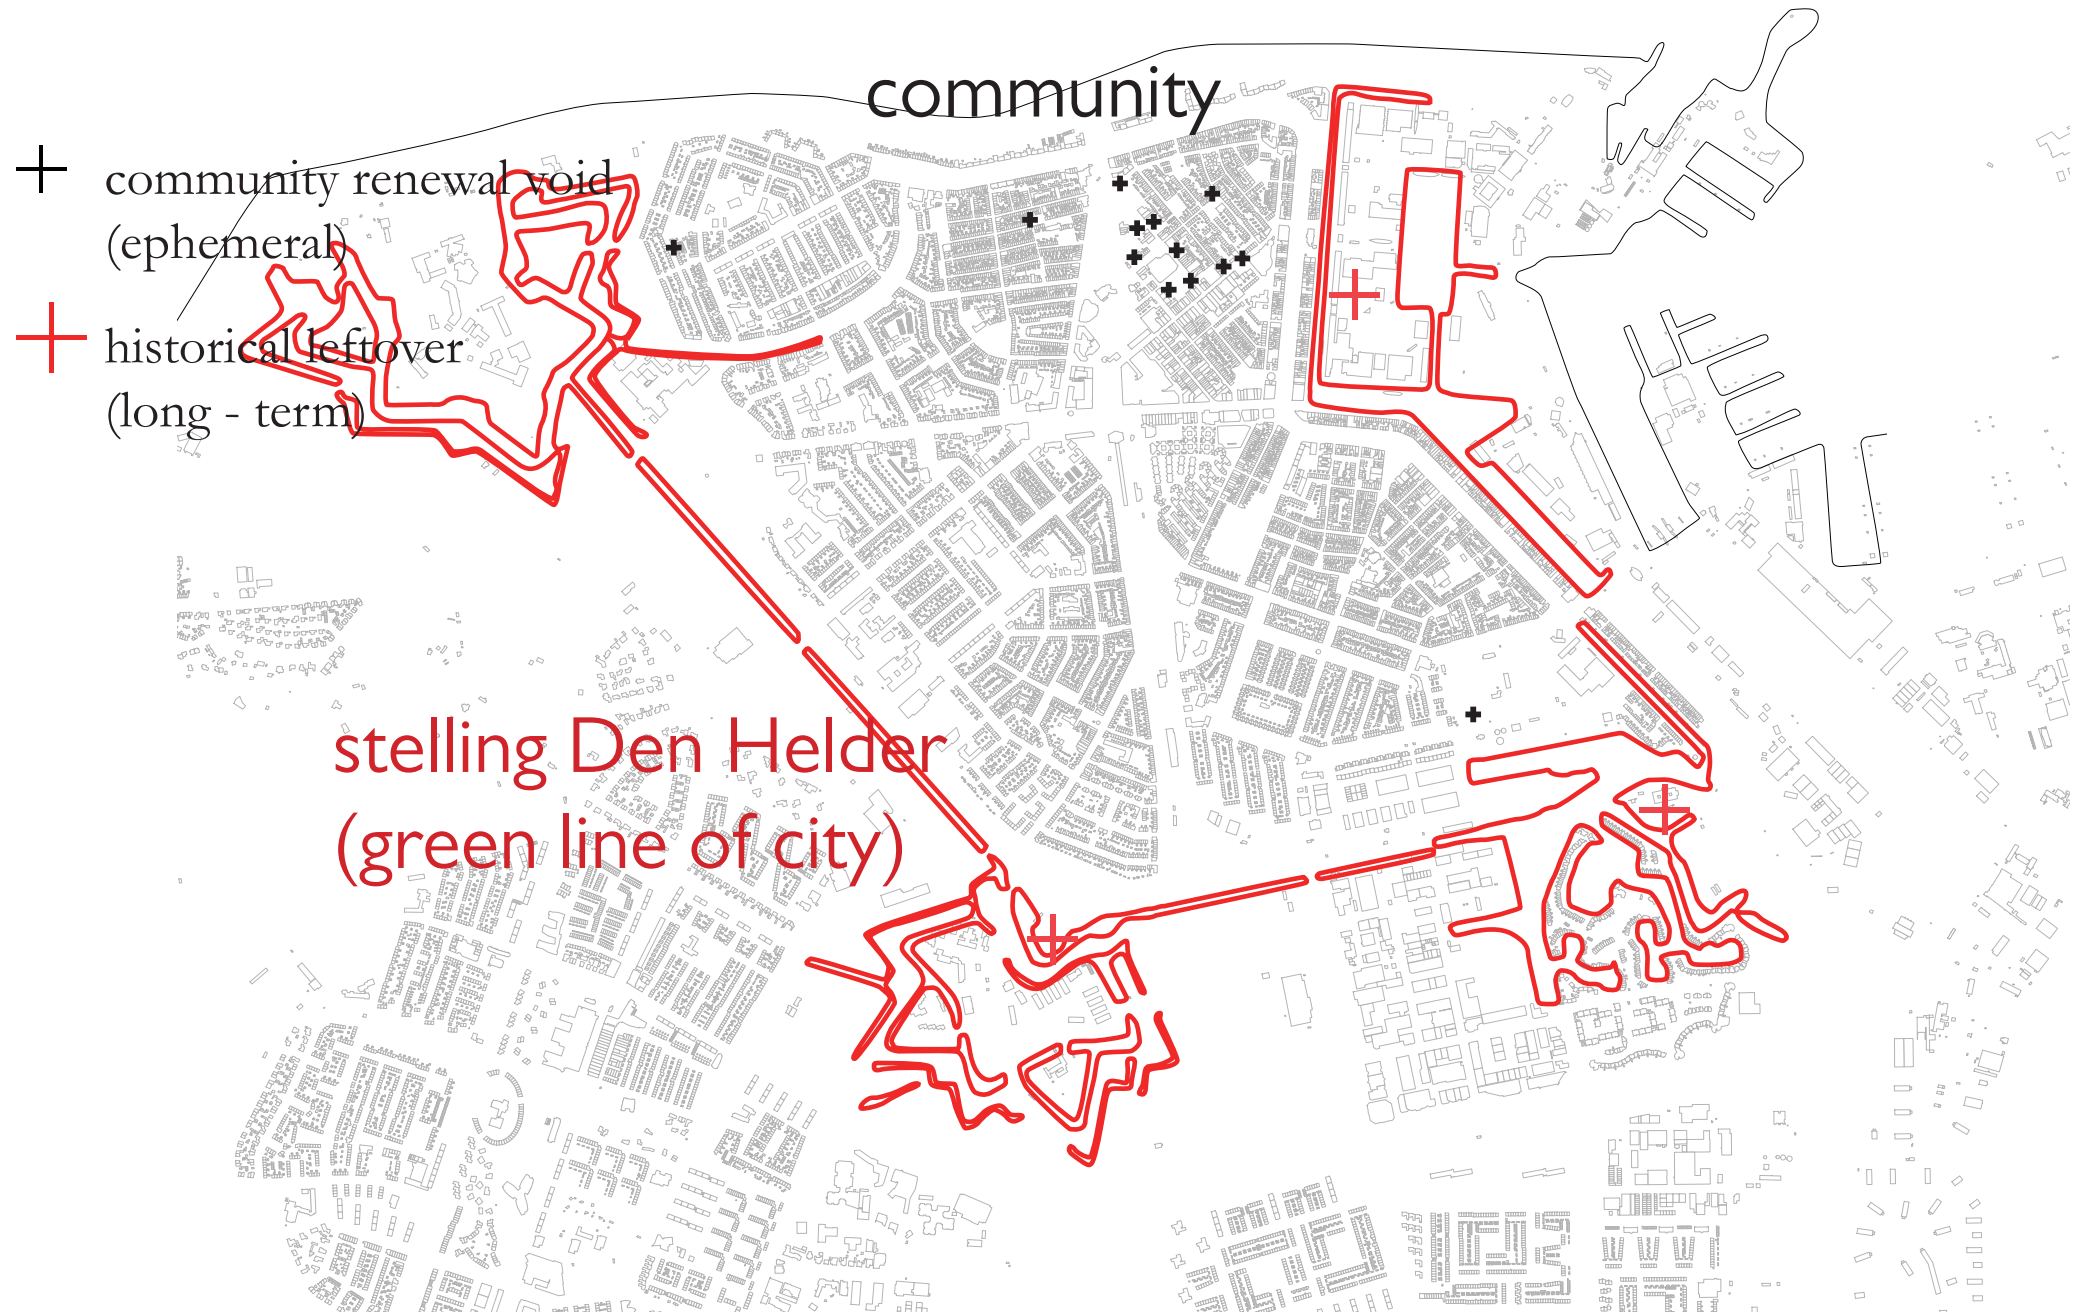 community
community renewal void
(ephemeral)
historical leftover
(long - term)
stelling Den Helder
(green line of city)